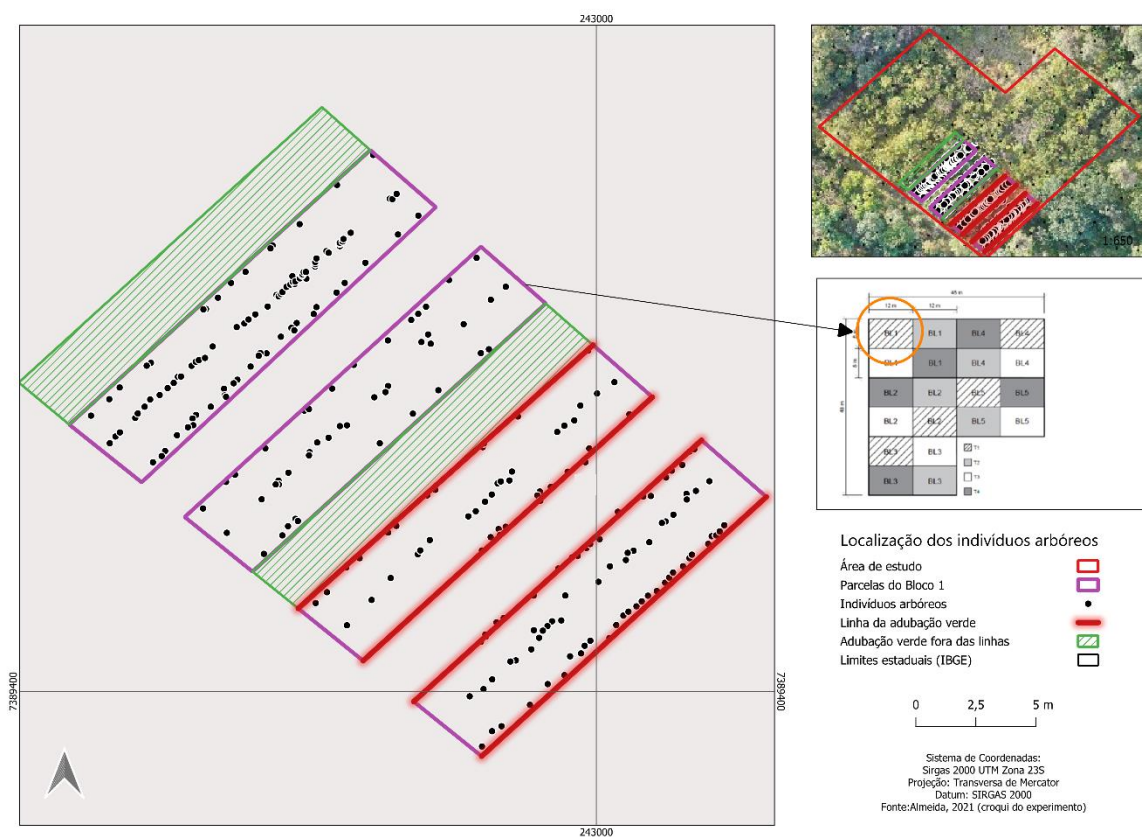 243000
1:650
48 m
12 m
12 m
BL1
BL1
BL4
BL4
BL1
BL4
BL4
BL2
BL2
BL5
BL5
BL2
BL2
BL5
BL5
BL3
BL3
BL3
BL3
T1
T2
T3
T4
Localização dos indivíduos arbóreos
Área de estudo
Parcelas do Bloco 1
Indivíduos arbóreos
Linha da adubação verde
Adubação verde fora das linhas
Limites estaduais (IBGE)
7389400
7389400
0 2,5 5 m
Sistema de Coordenadas:
Sirgas 2000 UTM Zona 23S
Projeção: Transversa de Mercator
Datum: SIRGAS 2000
Fonte:Almeida, 2021 (croqui do experimento)
243000